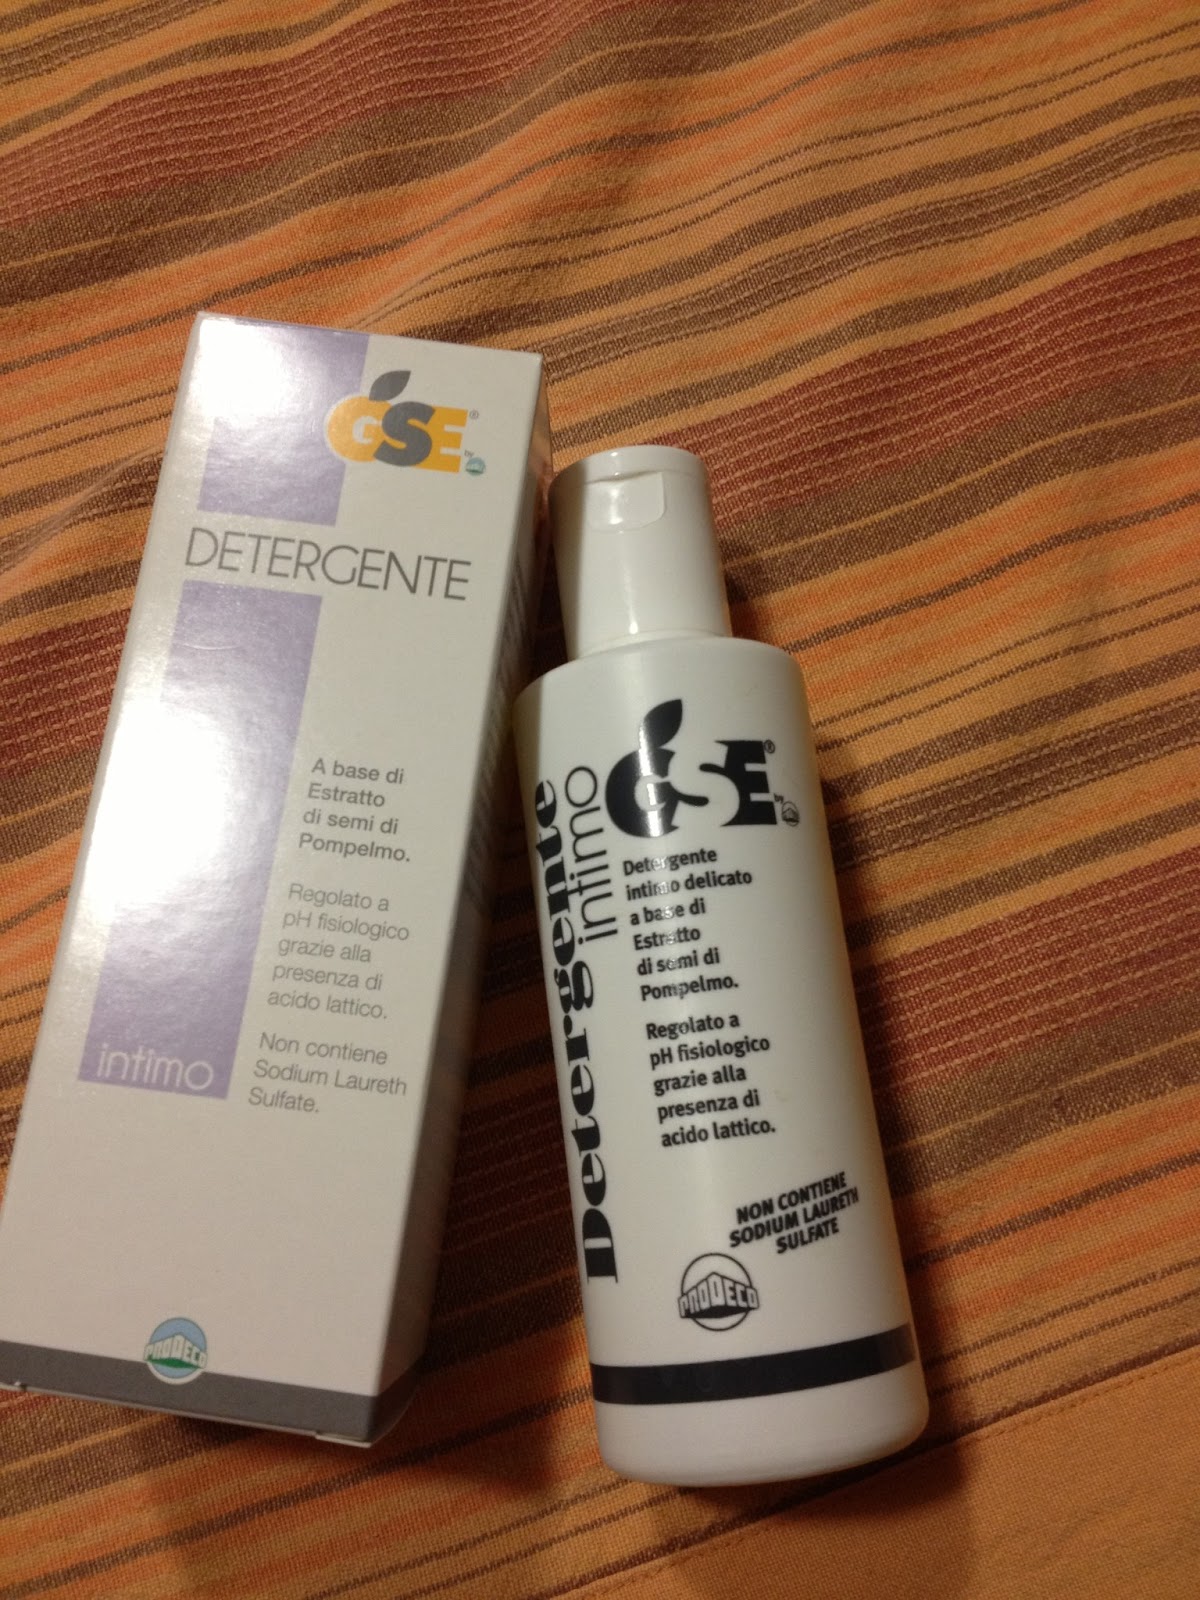 GSE®
by
DETERGENTE
A base di
Estratto
di semi di
Pompelmo.
Regolato a
pH fisiologico
grazie alla
presenza di
acido lattico.
Non contiene
Sodium Laureth
Sulfate.
intimo
PRODECO
GSE®
by
Detergente
intimo
Detergente
intimo delicato
a base di
Estratto
di semi di
Pompelmo.
Regolato a
pH fisiologico
grazie alla
presenza di
acido lattico.
NON CONTIENE
SODIUM LAURETH
SULFATE
PRODECO